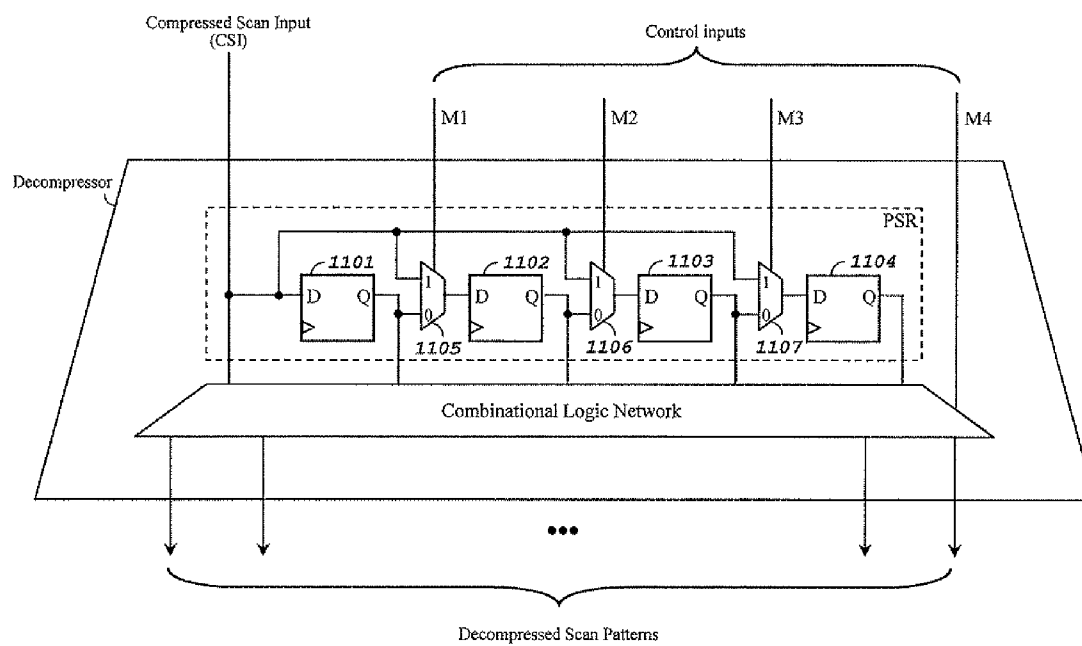 Compressed Scan Input
(CSI)
Control inputs
M1
M2
M3
M4
Decompressor
PSR
1101
1102
1103
1104
D
Q
1
0
D
Q
1
0
D
Q
1
0
D
Q
1105
1106
1107
Combinational Logic Network
•••
Decompressed Scan Patterns